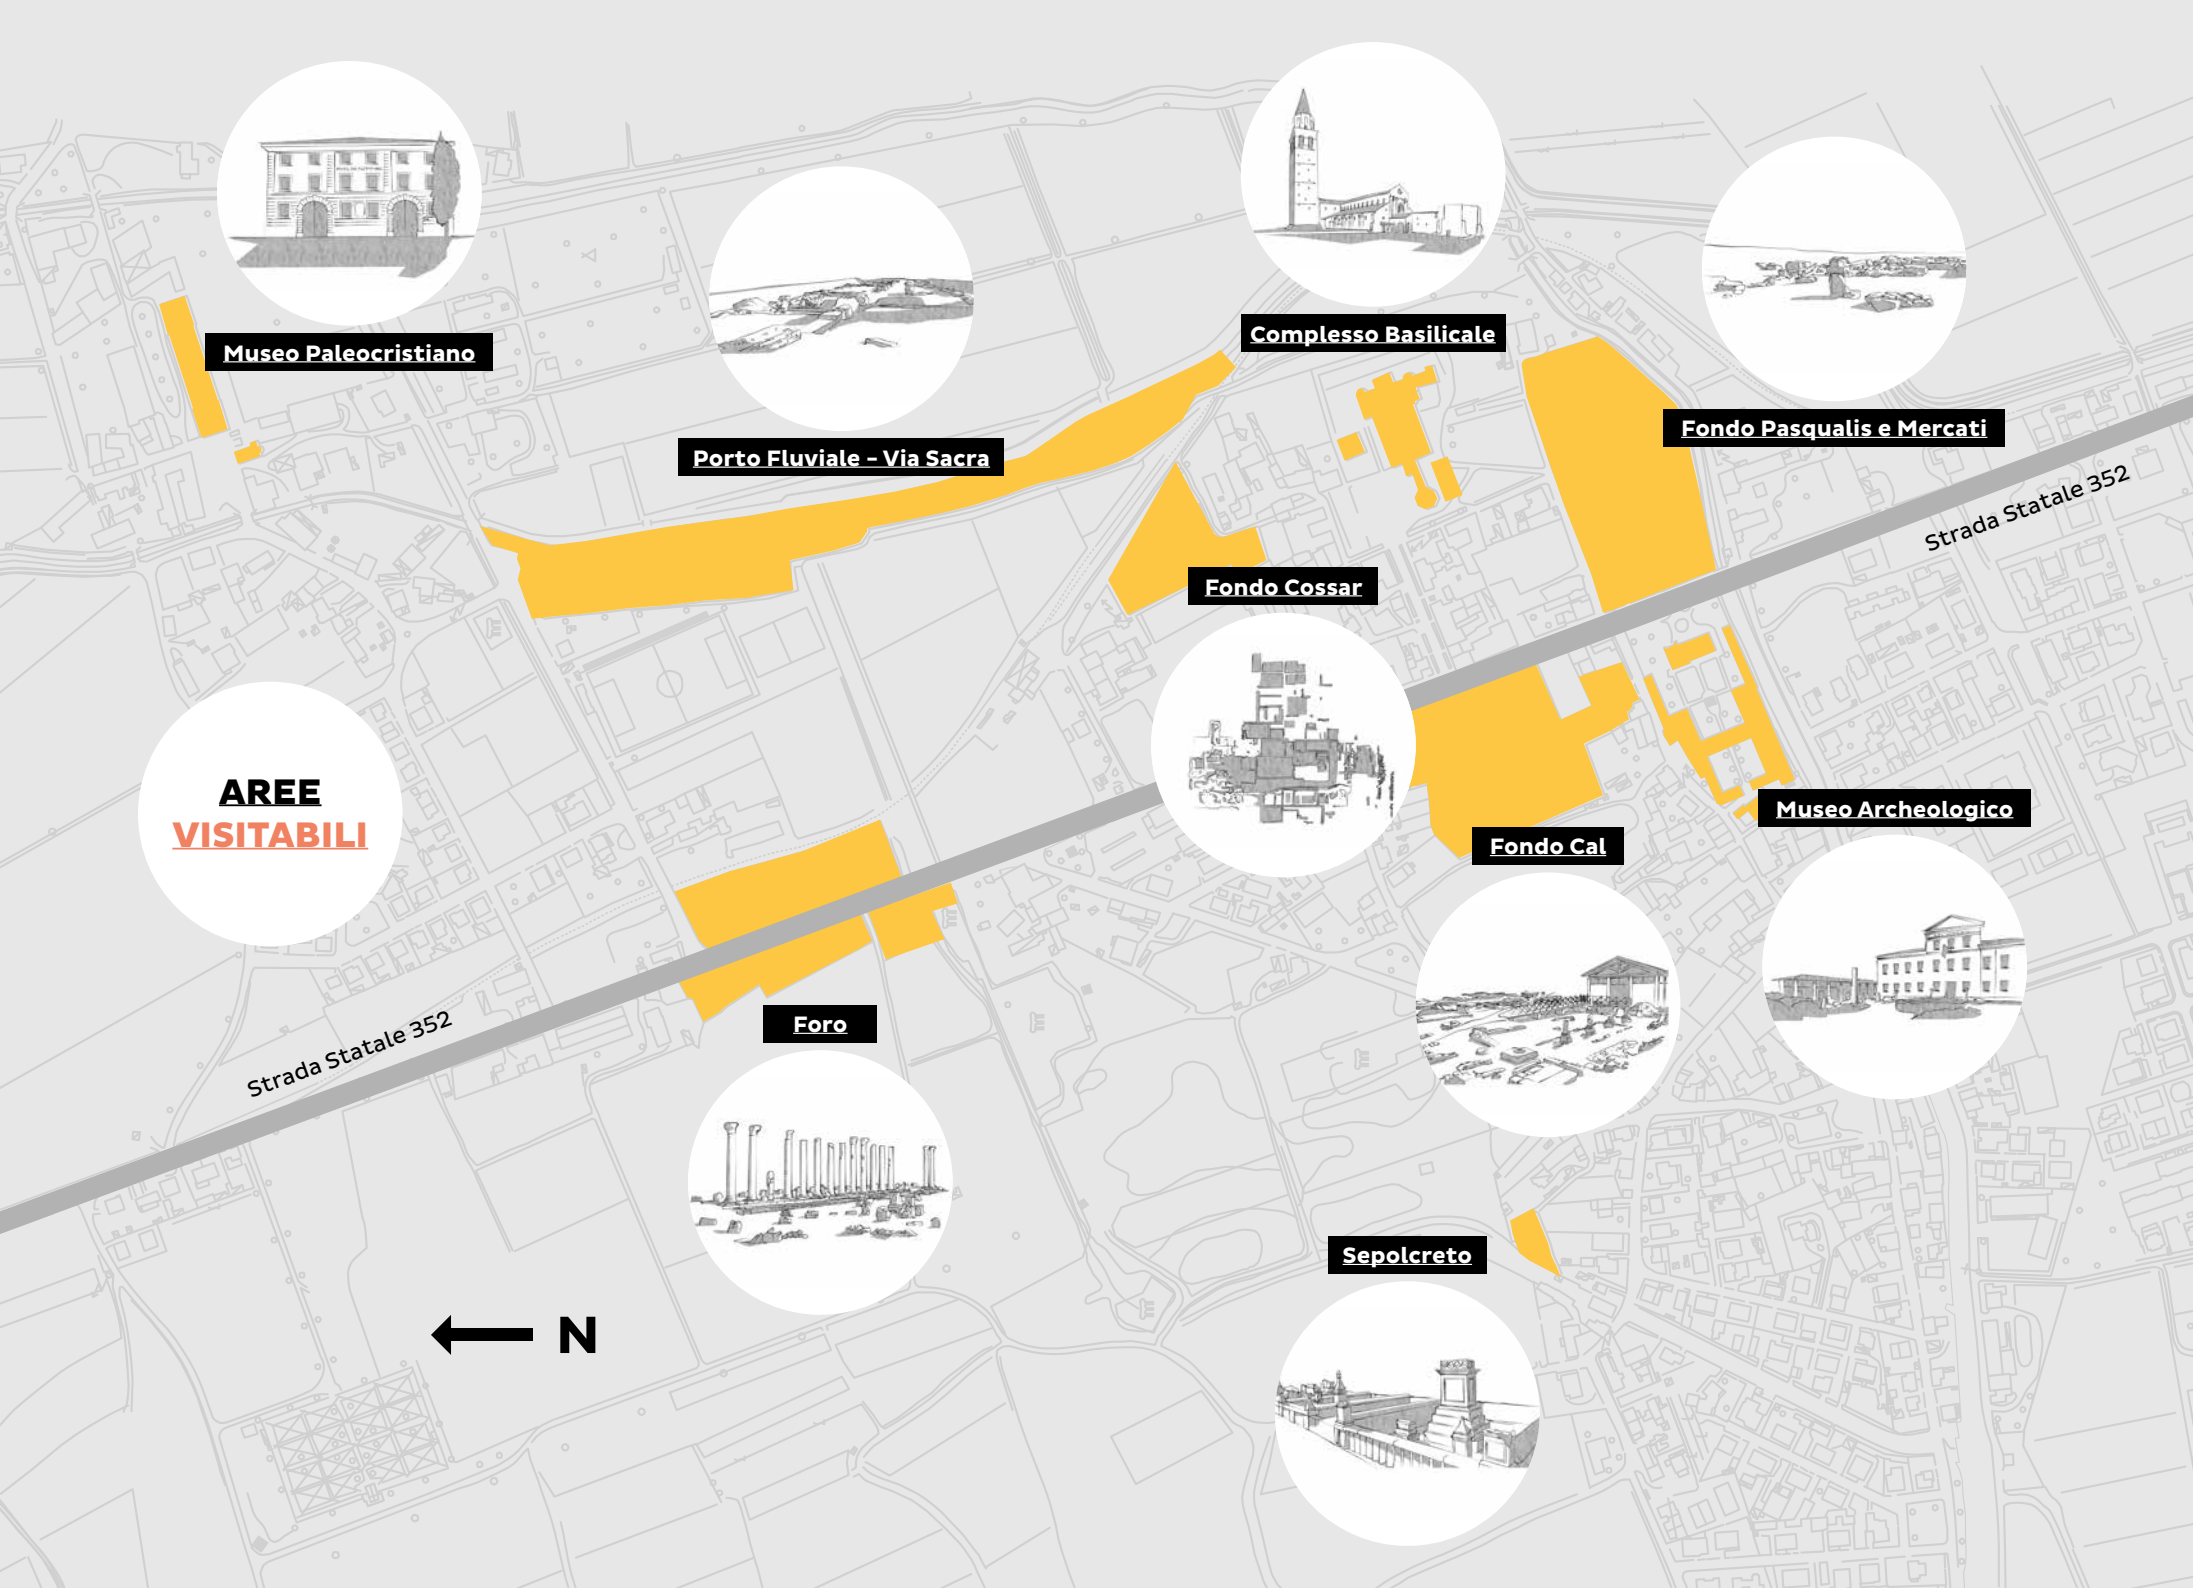 Museo Paleocristiano
Porto Fluviale - Via Sacra
Complesso Basilicale
Fondo Pasqualis e Mercati
Strada Statale 352
Fondo Cossar
AREE
VISITABILI
Museo Archeologico
Fondo Cal
Foro
Strada Statale 352
Sepolcreto
N